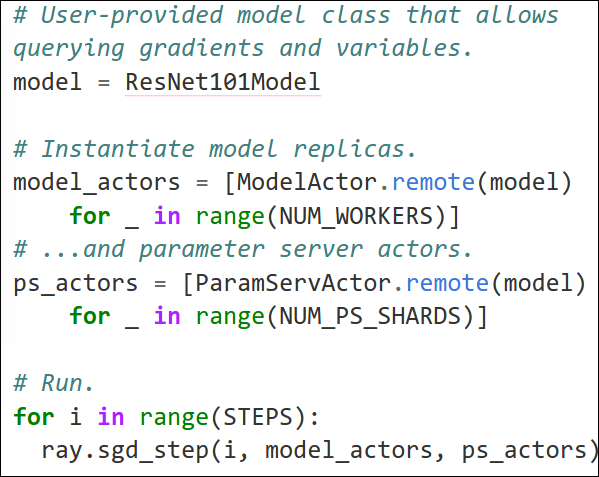 # User-provided model class that allows
querying gradients and variables.
model = ResNet101Model
# Instantiate model replicas.
model_actors = [ModelActor.remote(model)
    for _ in range(NUM_WORKERS)]
# ...and parameter server actors.
ps_actors = [ParamServActor.remote(model)
    for _ in range(NUM_PS_SHARDS)]
# Run.
for i in range(STEPS):
  ray.sgd_step(i, model_actors, ps_actors)